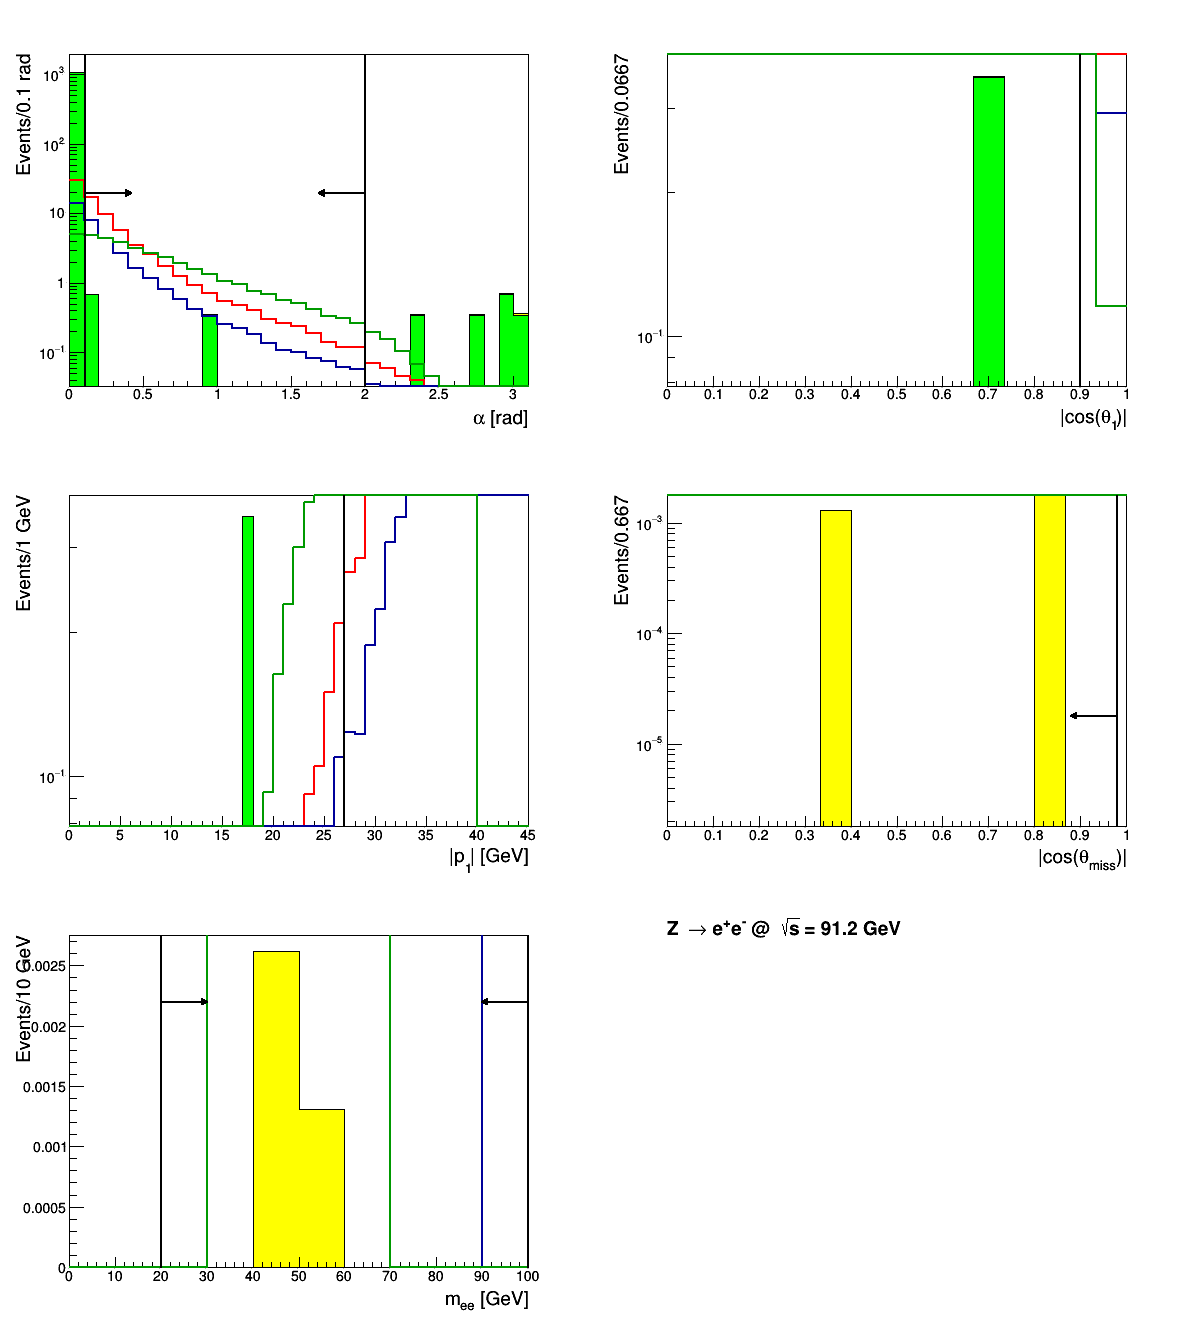 Events/0.1 rad
10³
10²
10
1
10⁻¹
0 0.5 1 1.5 2 2.5 3
α [rad]
Events/0.0667
10⁻¹
0 0.1 0.2 0.3 0.4 0.5 0.6 0.7 0.8 0.9 1
|cos(θ₁)|
Events/1 GeV
10⁻¹
0 5 10 15 20 25 30 35 40 45
|p₁| [GeV]
Events/0.667
10⁻³
10⁻⁴
10⁻⁵
0 0.1 0.2 0.3 0.4 0.5 0.6 0.7 0.8 0.9 1
|cos(θmiss)|
Events/10 GeV
0.0025
0.002
0.0015
0.001
0.0005
0
0 10 20 30 40 50 60 70 80 90 100
mee [GeV]
Z → e⁺e⁻ @ √s = 91.2 GeV